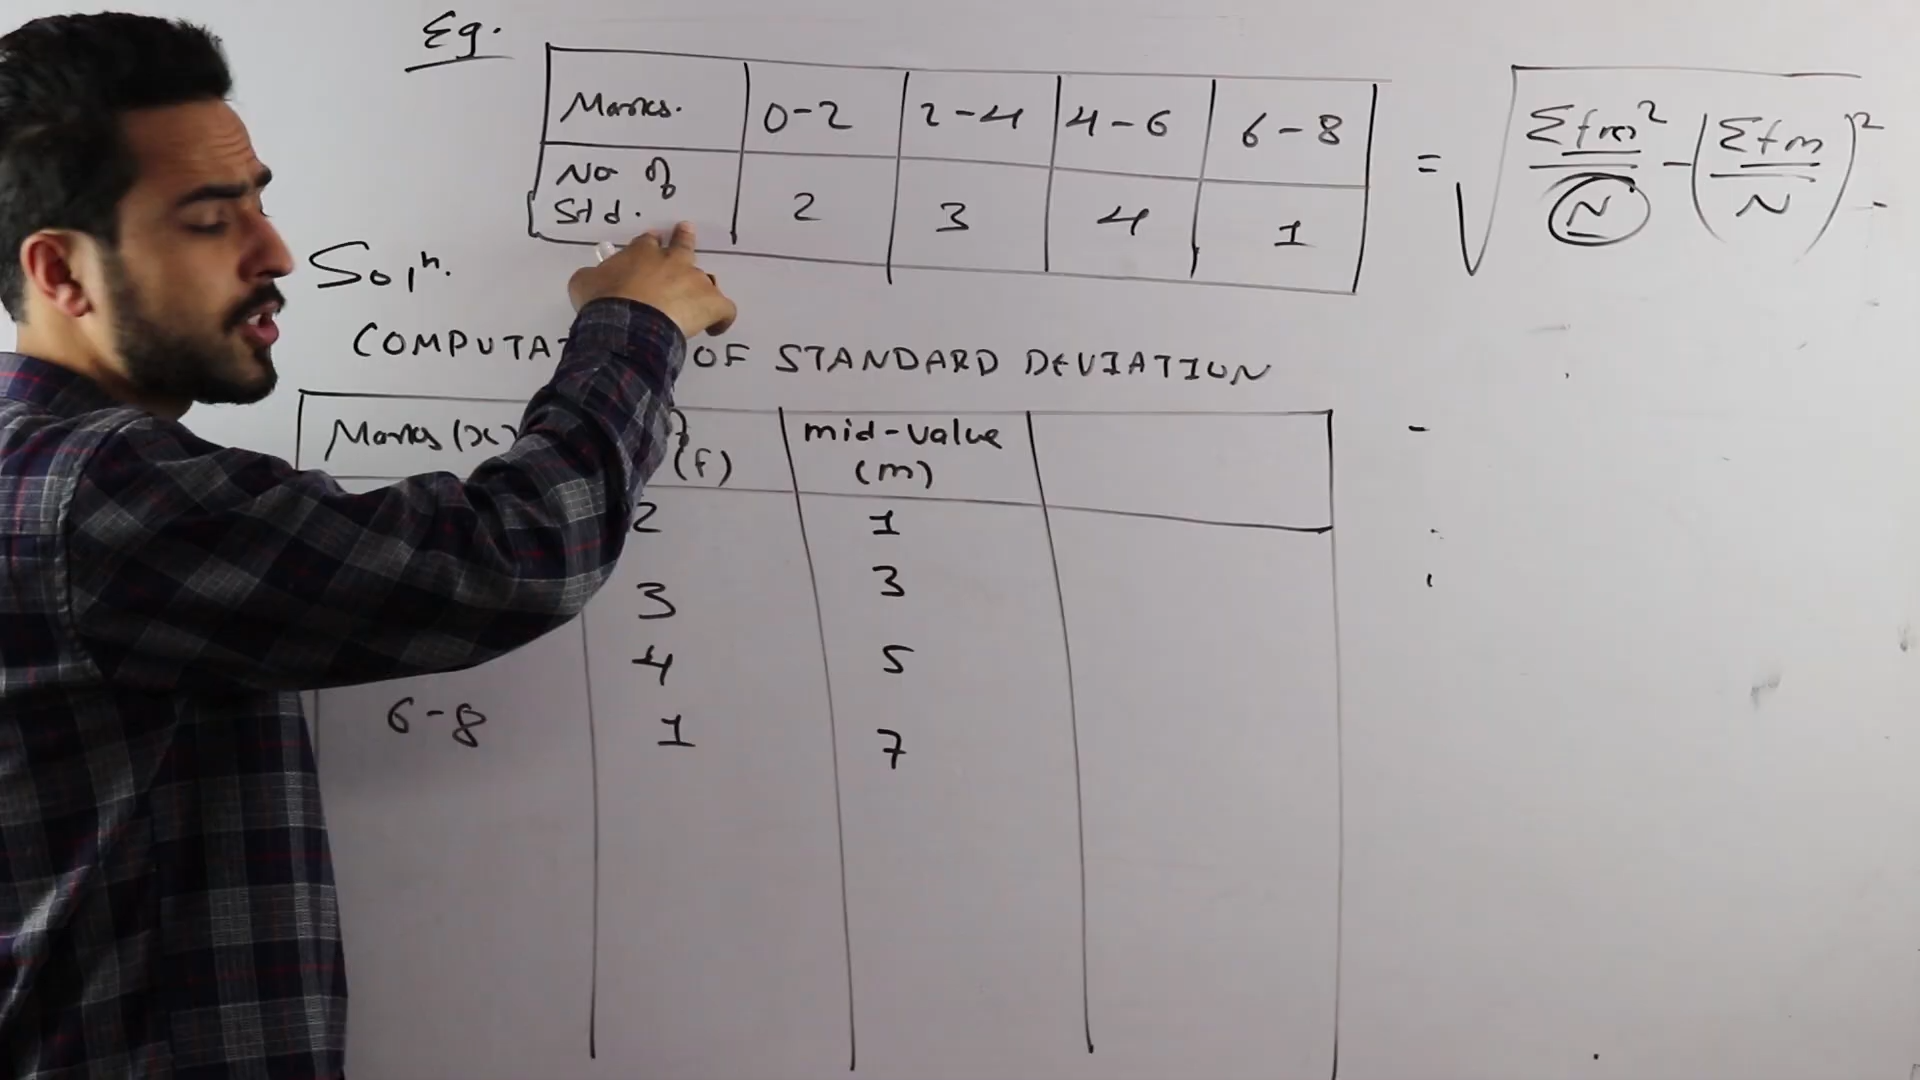 Eg.
Marks. 0-2 2-4 4-6 6-8
No of
Std. 2 3 4 1
= √ Σfm² / N - (Σfm / N)²
Solⁿ.
COMPUTA OF STANDARD DEVIATION
Marks (x) (f) mid-value
(m)
2 1
3 3
4 5
6-8 1 7